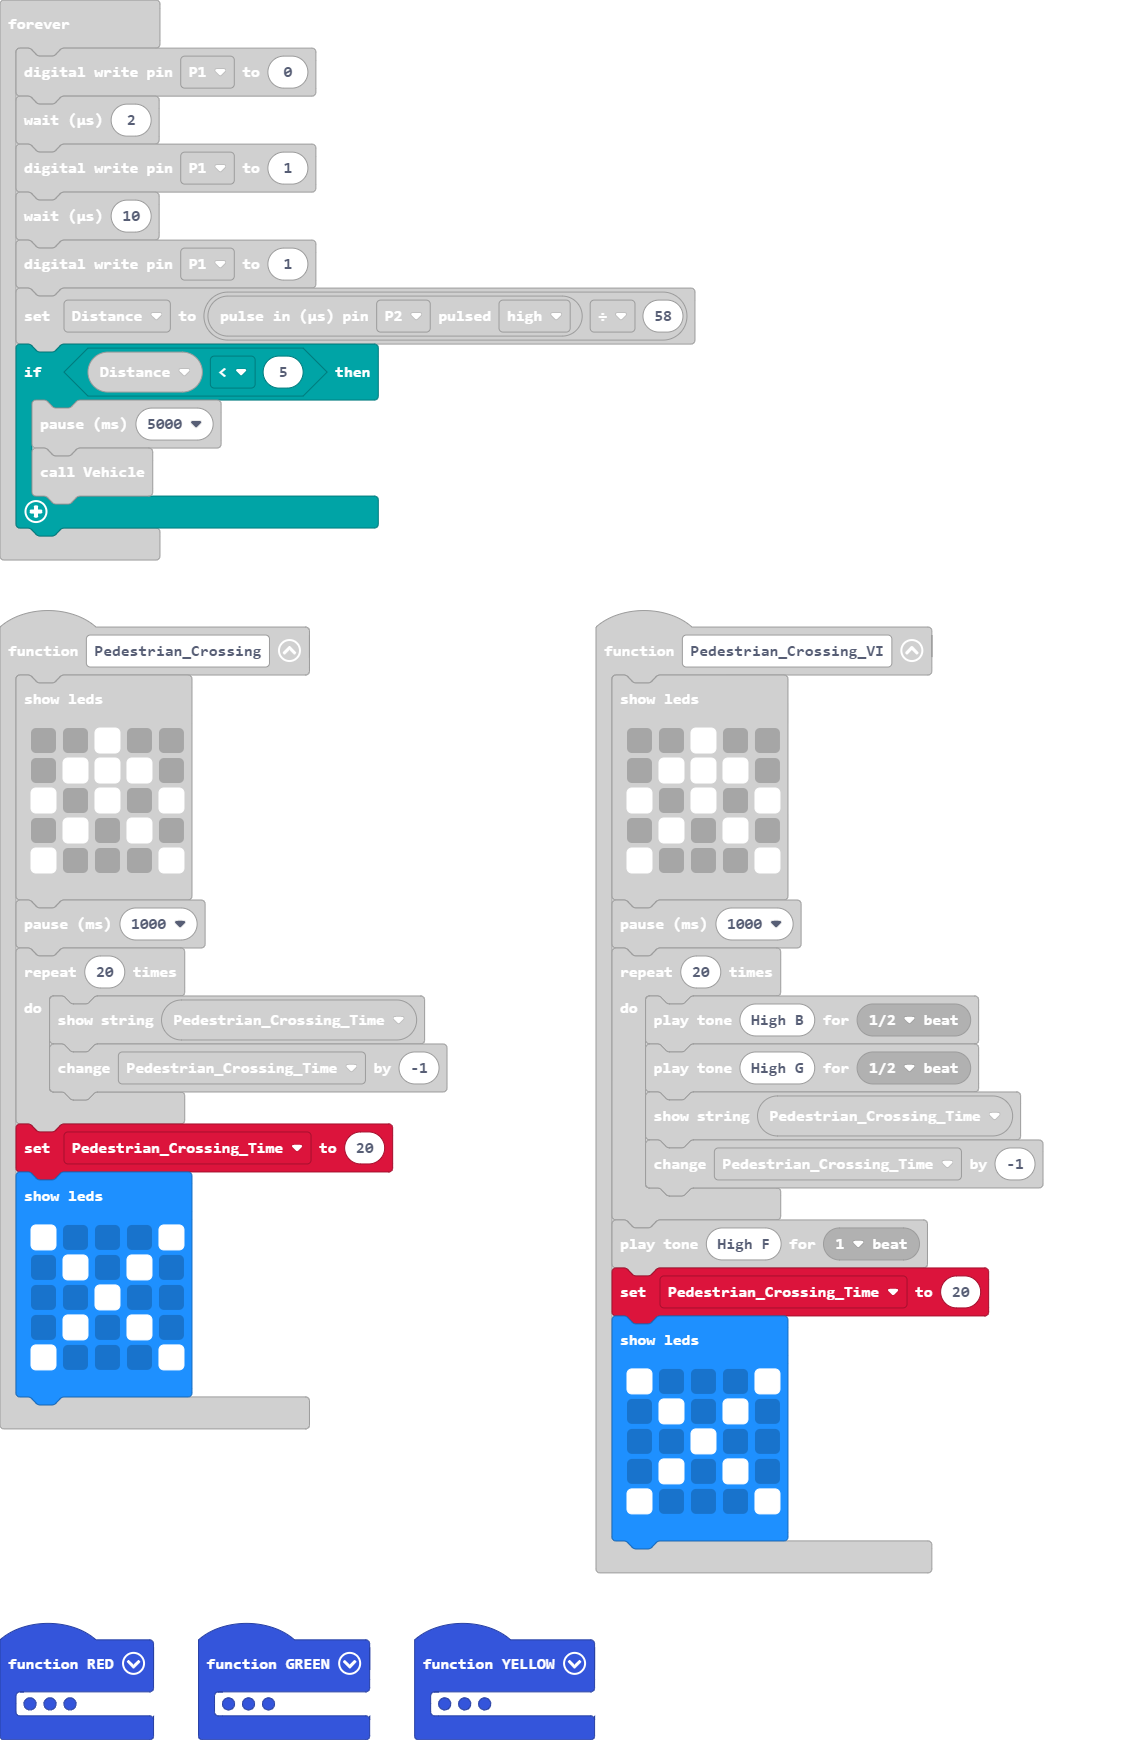 forever
digital write pin P1 to 0
wait (µs) 2
digital write pin P1 to 1
wait (µs) 10
digital write pin P1 to 1
set Distance to pulse in (µs) pin P2 pulsed high ÷ 58
if Distance < 5 then
pause (ms) 5000
call Vehicle
function Pedestrian_Crossing
show leds
pause (ms) 1000
repeat 20 times
do
show string Pedestrian_Crossing_Time
change Pedestrian_Crossing_Time by -1
set Pedestrian_Crossing_Time to 20
show leds
function Pedestrian_Crossing_VI
show leds
pause (ms) 1000
repeat 20 times
do
play tone High B for 1/2 beat
play tone High G for 1/2 beat
show string Pedestrian_Crossing_Time
change Pedestrian_Crossing_Time by -1
play tone High F for 1 beat
set Pedestrian_Crossing_Time to 20
show leds
function RED
function GREEN
function YELLOW